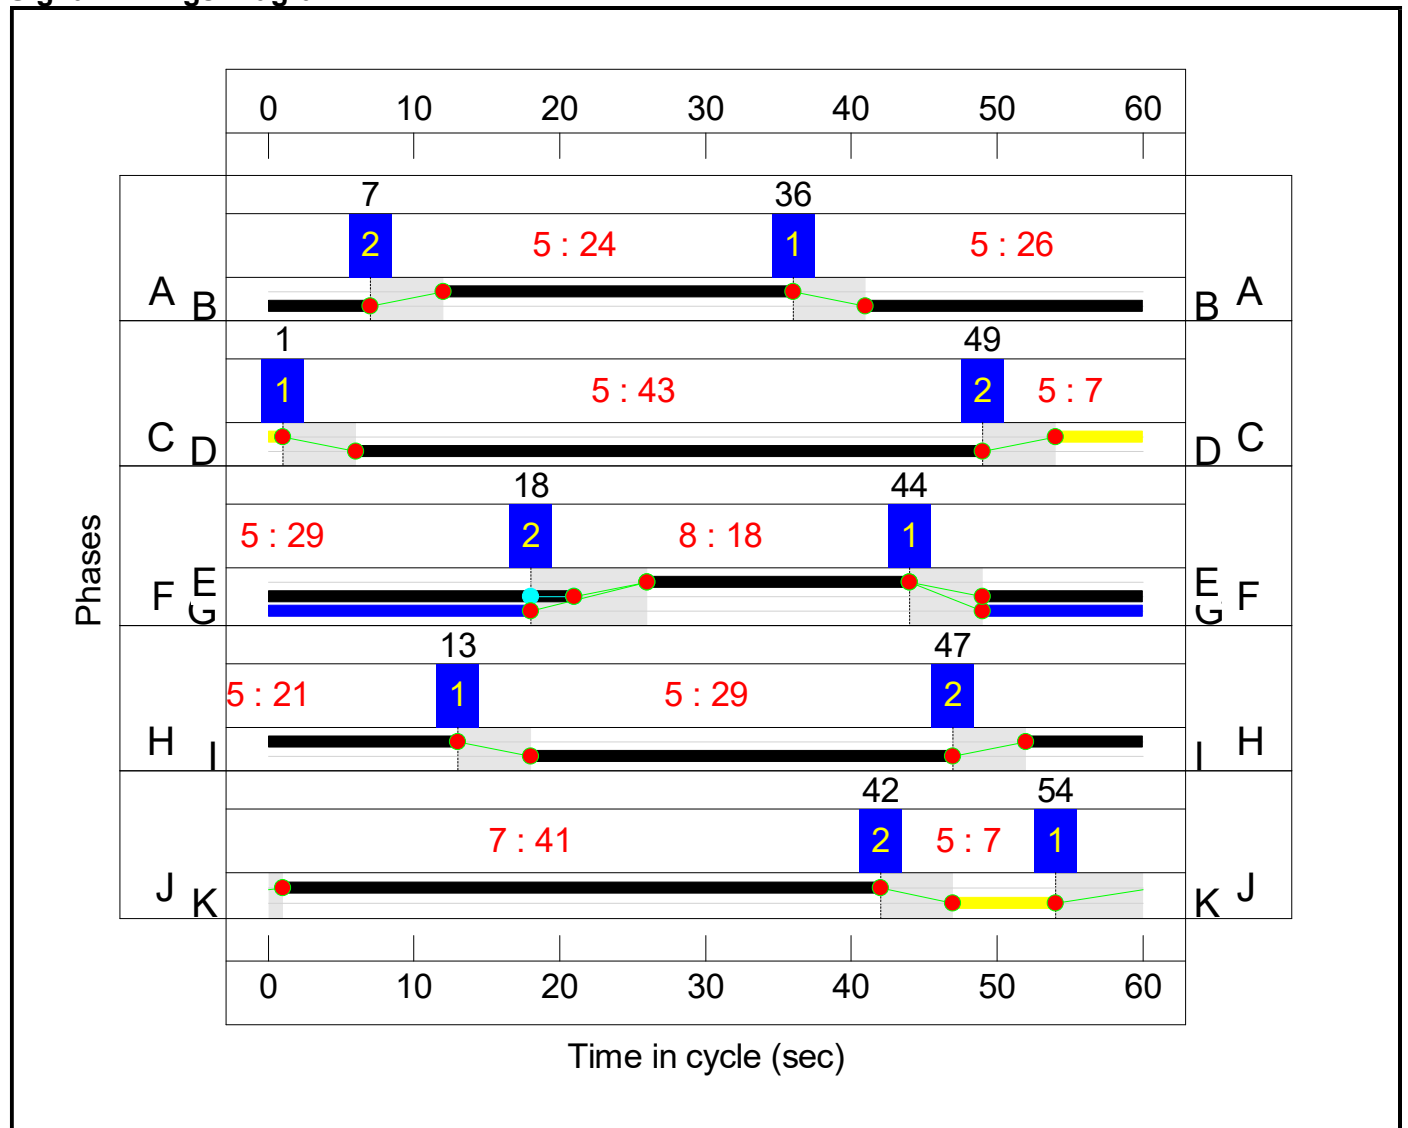 0 10 20 30 40 50 60
7 36
2 5 : 24 1 5 : 26
A B B A
1 49
1 5 : 43 2 5 : 7
C D D C
18 44
5 : 29 2 8 : 18 1
F E E F
G G
Phases
13 47
5 : 21 1 5 : 29 2
H I I H
42 54
7 : 41 2 5 : 7 1
J K K J
0 10 20 30 40 50 60
Time in cycle (sec)